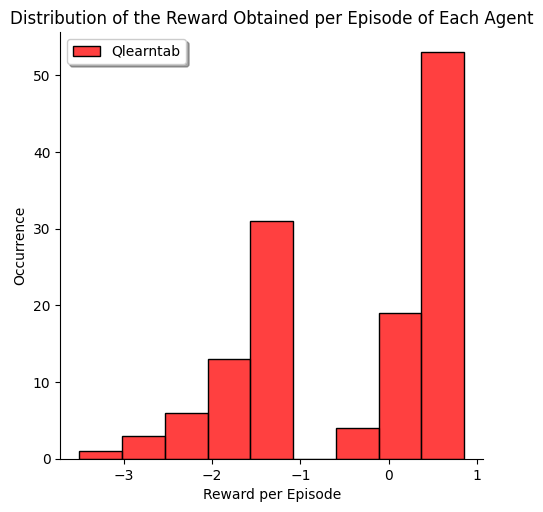 Distribution of the Reward Obtained per Episode of Each Agent
Qlearntab
50
40
30
20
10
0
Occurrence
−3
−2
−1
0
1
Reward per Episode